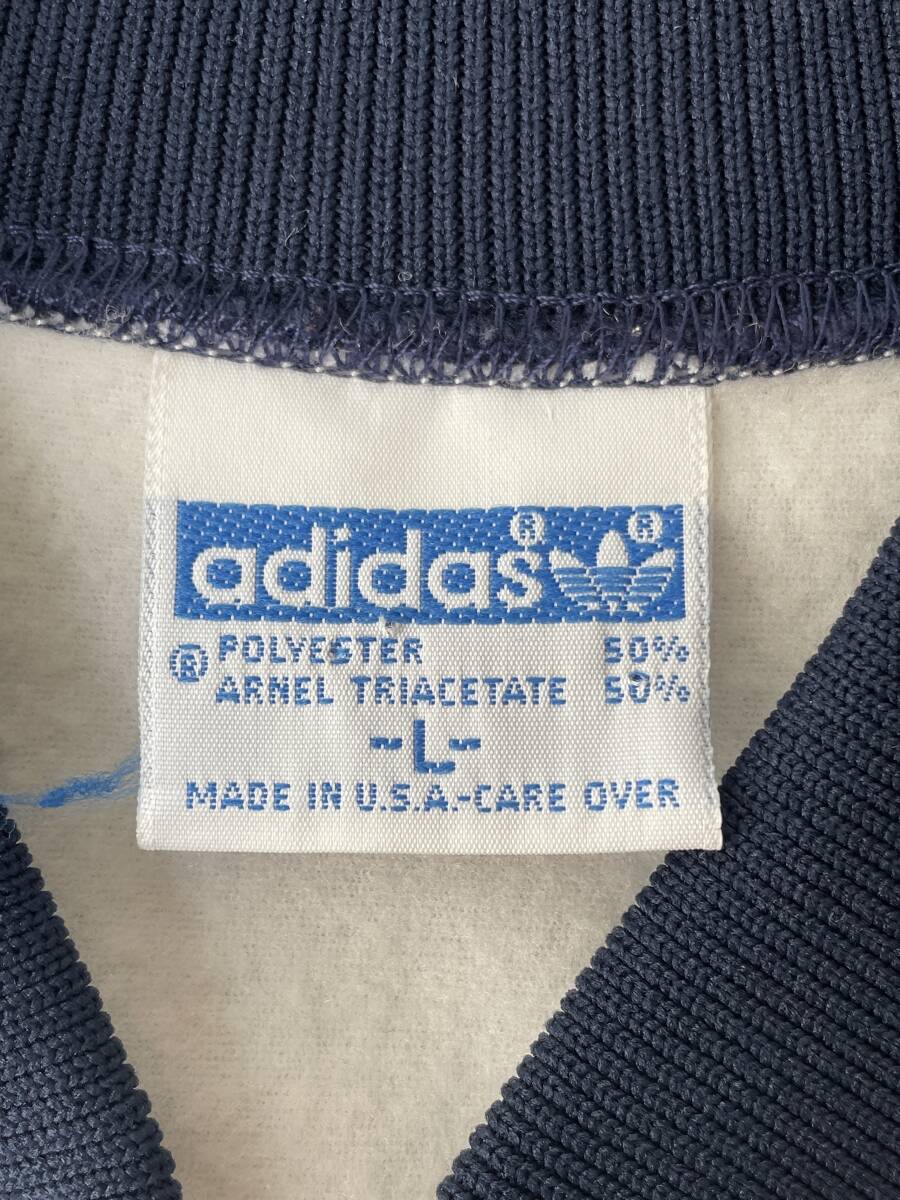 adidas® ®
POLYESTER 50%
® ARNEL TRIACETATE 50%
-L-
MADE IN U.S.A.-CARE OVER